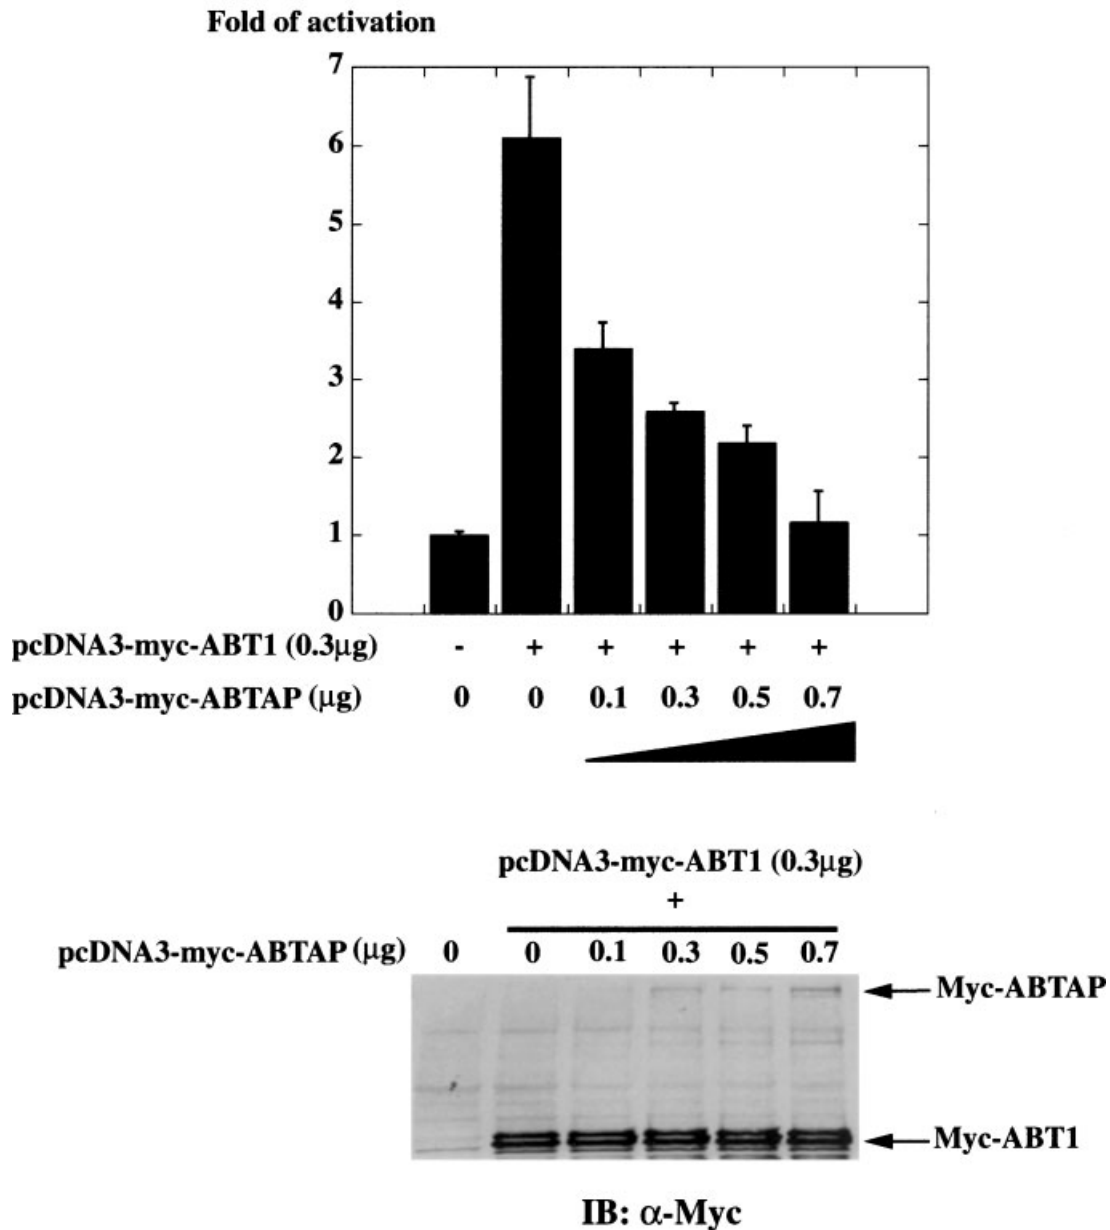 Fold of activation
7
6
5
4
3
2
1
0
pcDNA3-myc-ABT1 (0.3μg) - + + + + +
pcDNA3-myc-ABTAP (μg) 0 0 0.1 0.3 0.5 0.7
pcDNA3-myc-ABT1 (0.3μg)
+
pcDNA3-myc-ABTAP (μg) 0 0 0.1 0.3 0.5 0.7
Myc-ABTAP
Myc-ABT1
IB: α-Myc